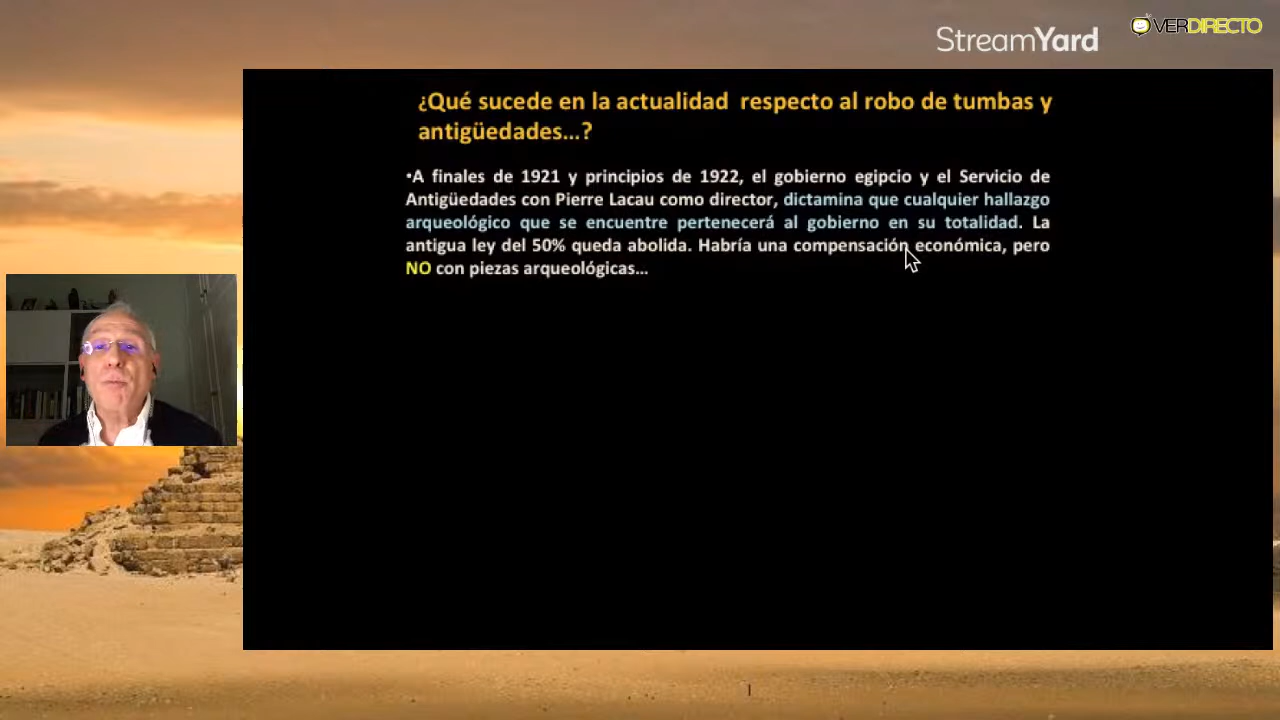 StreamYard
OVERDIRECTO
¿Qué sucede en la actualidad respecto al robo de tumbas y
antigüedades...?
•A finales de 1921 y principios de 1922, el gobierno egipcio y el Servicio de
Antigüedades con Pierre Lacau como director, dictamina que cualquier hallazgo
arqueológico que se encuentre pertenecerá al gobierno en su totalidad. La
antigua ley del 50% queda abolida. Habría una compensación económica, pero
NO con piezas arqueológicas...